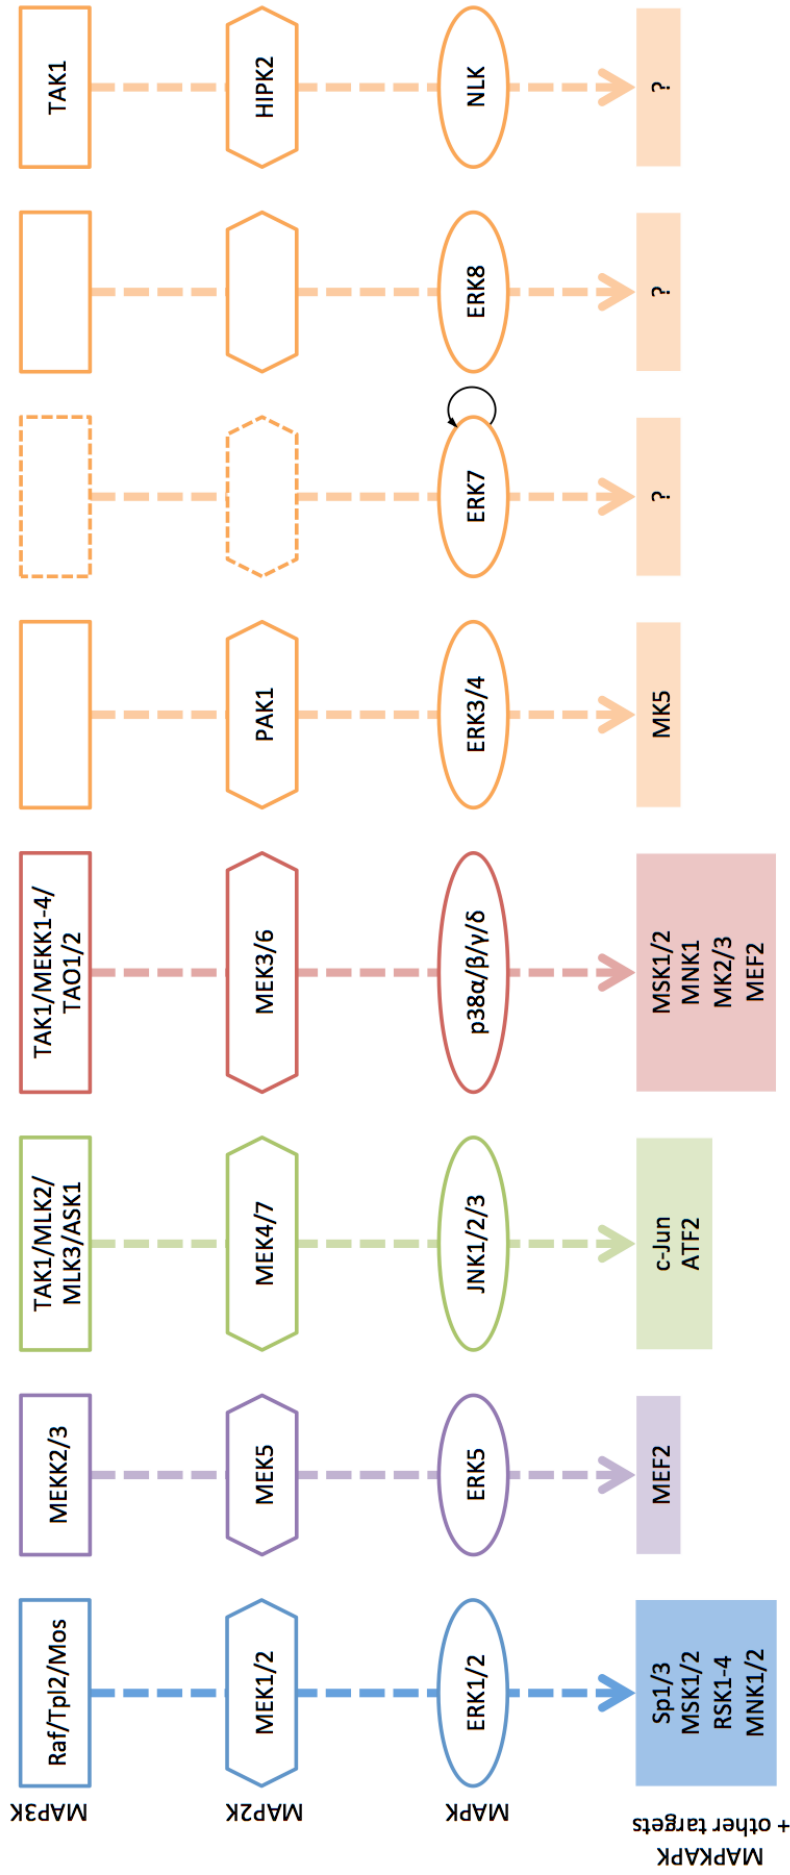 MAP3K
Raf/Tpl2/Mos
MEKK2/3
TAK1/MLK2/
MLK3/ASK1
TAK1/MEKK1-4/
TAO1/2
TAK1
MAP2K
MEK1/2
MEK5
MEK4/7
MEK3/6
PAK1
HIPK2
MAPK
ERK1/2
ERK5
JNK1/2/3
p38α/β/γ/δ
ERK3/4
ERK7
ERK8
NLK
MAPKAPK
+ other targets
Sp1/3
MSK1/2
RSK1-4
MNK1/2
MEF2
c-Jun
ATF2
MSK1/2
MNK1
MK2/3
MEF2
MK5
?
?
?